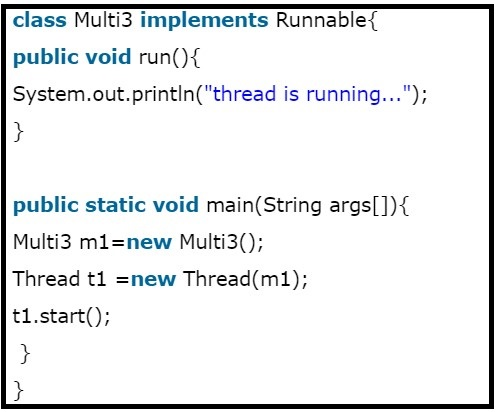 class Multi3 implements Runnable{
public void run(){
System.out.println("thread is running...");
}
public static void main(String args[]){
Multi3 m1=new Multi3();
Thread t1 =new Thread(m1);
t1.start();
}
}